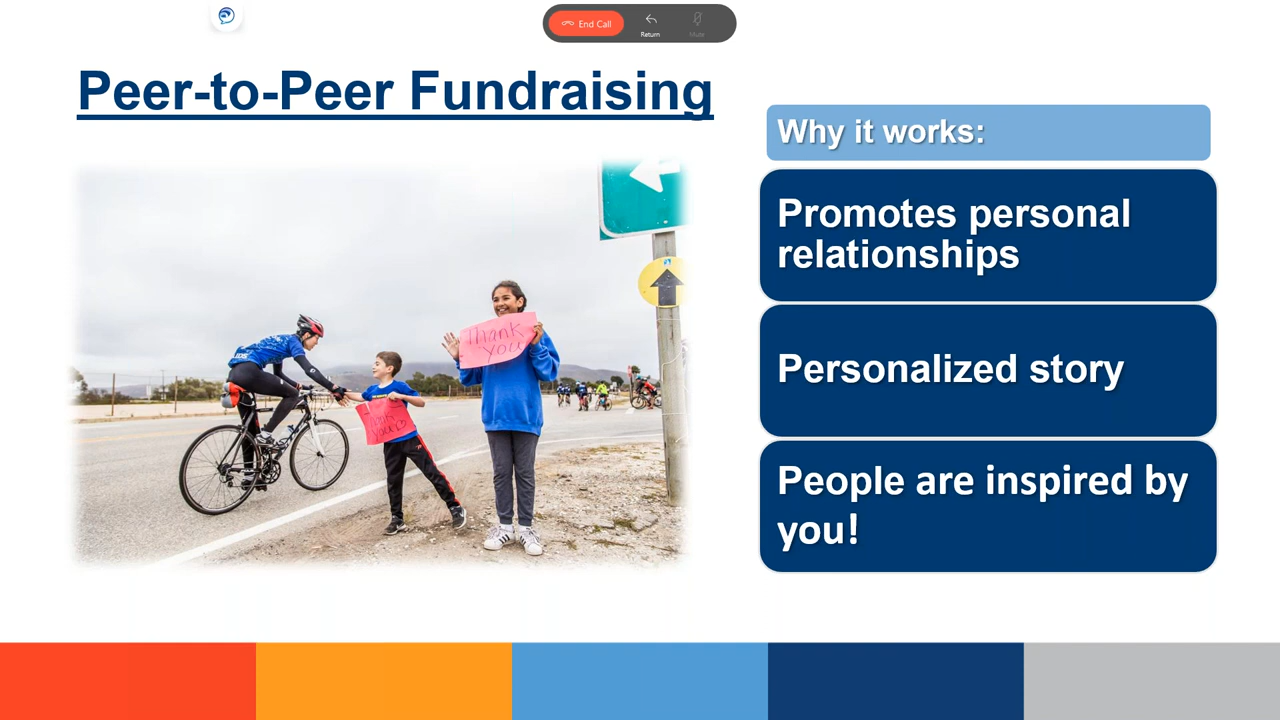 End Call
Return
Mute
Peer-to-Peer Fundraising
Why it works:
Promotes personal
relationships
Personalized story
People are inspired by
you!
Thank
You